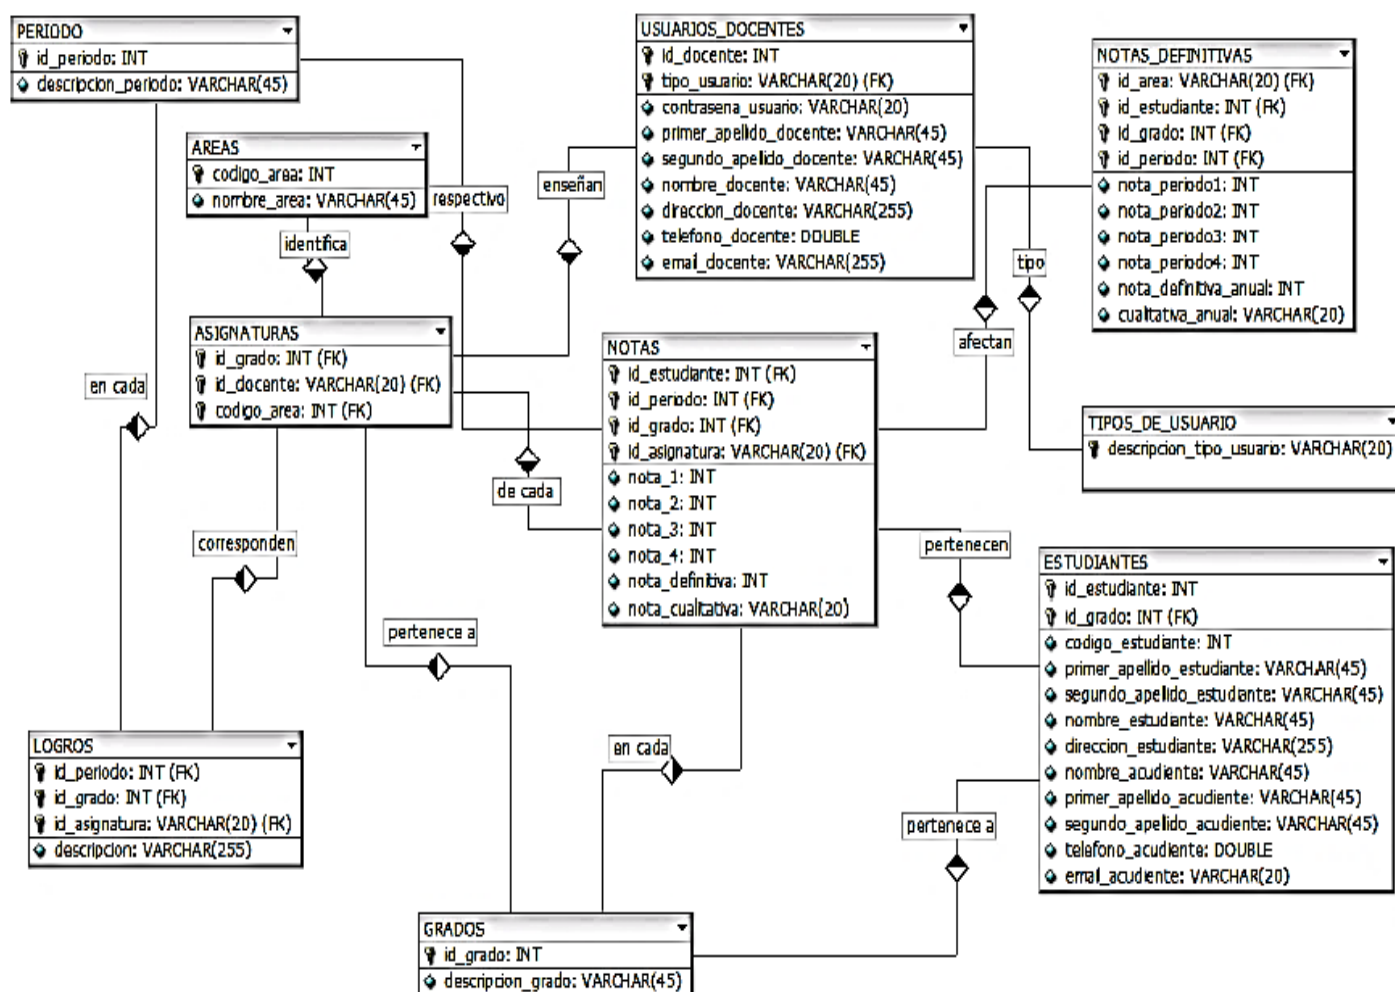 PERIODO
id_periodo: INT
descripcion_periodo: VARCHAR(45)
AREAS
codigo_area: INT
nombre_area: VARCHAR(45)
identifica
respectivo
enseñan
USUARIOS_DOCENTES
id_docente: INT
tipo_usuario: VARCHAR(20) (FK)
contrasena_usuario: VARCHAR(20)
primer_apellido_docente: VARCHAR(45)
segundo_apelido_docente: VARCHAR(45)
nombre_docente: VARCHAR(45)
direccion_docente: VARCHAR(255)
telefono_docente: DOUBLE
email_docente: VARCHAR(255)
NOTAS_DEFINITIVAS
id_area: VARCHAR(20) (FK)
id_estudiante: INT (FK)
id_grado: INT (FK)
id_periodo: INT (FK)
nota_periodo1: INT
nota_periodo2: INT
nota_periodo3: INT
nota_periodo4: INT
nota_definitiva_anual: INT
cualitativa_anual: VARCHAR(20)
tipo
afectan
ASIGNATURAS
id_grado: INT (FK)
id_docente: VARCHAR(20) (FK)
codigo_area: INT (FK)
en cada
de cada
corresponden
pertenece a
NOTAS
id_estudiante: INT (FK)
id_periodo: INT (FK)
id_grado: INT (FK)
id_asignatura: VARCHAR(20) (FK)
nota_1: INT
nota_2: INT
nota_3: INT
nota_4: INT
nota_definitiva: INT
nota_cualitativa: VARCHAR(20)
TIPOS_DE_USUARIO
descripcion_tipo_usuario: VARCHAR(20)
pertenecen
ESTUDIANTES
id_estudiante: INT
id_grado: INT (FK)
codigo_estudiante: INT
primer_apellido_estudiante: VARCHAR(45)
segundo_apellido_estudiante: VARCHAR(45)
nombre_estudiante: VARCHAR(45)
direccion_estudiante: VARCHAR(255)
nombre_acudiente: VARCHAR(45)
primer_apellido_acudiente: VARCHAR(45)
segundo_apelido_acudiente: VARCHAR(45)
telefono_acudiente: DOUBLE
email_acudiente: VARCHAR(20)
LOGROS
id_periodo: INT (FK)
id_grado: INT (FK)
id_asignatura: VARCHAR(20) (FK)
descripcion: VARCHAR(255)
en cada
pertenece a
GRADOS
id_grado: INT
descripcion_grado: VARCHAR(45)